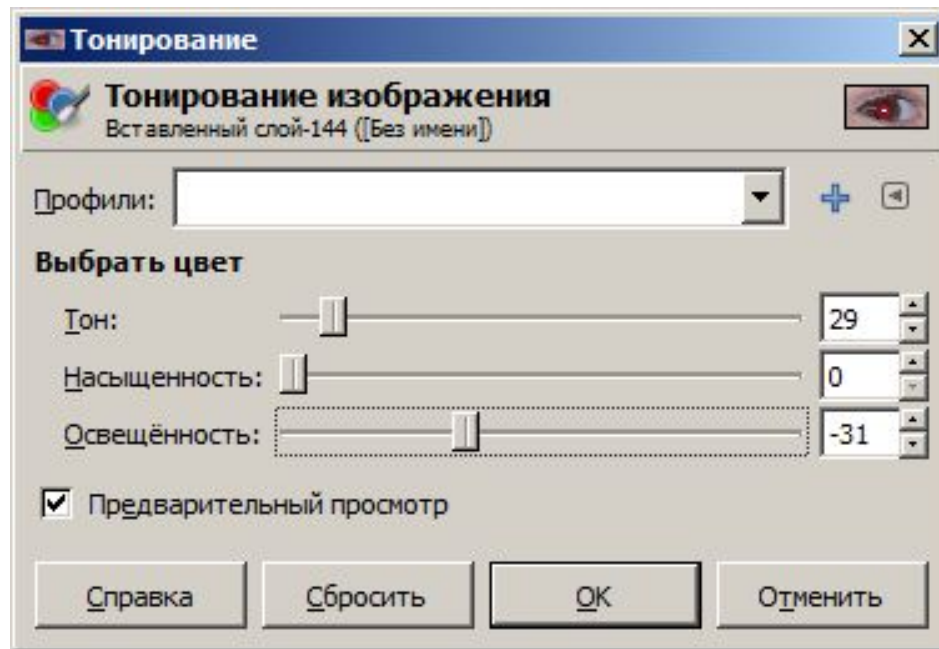 Тонирование
Тонирование изображения
Вставленный слой-144 ([Без имени])
Профили:
Выбрать цвет
Тон: 29
Насыщенность: 0
Освещённость: -31
Предварительный просмотр
Справка Сбросить OK Отменить